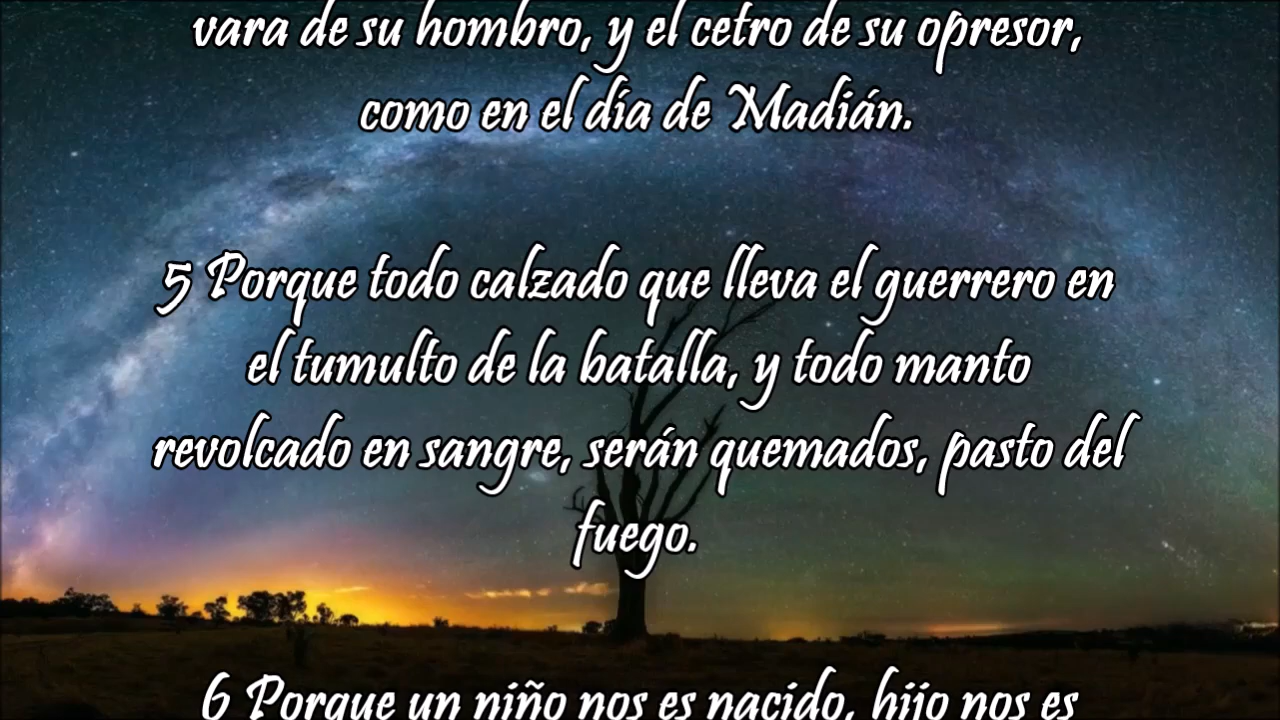 vara de su hombro, y el cetro de su opresor,
como en el día de Madián.
5 Porque todo calzado que lleva el guerrero en
el tumulto de la batalla, y todo manto
revolcado en sangre, serán quemados, pasto del
fuego.
6 Porque un niño nos es nacido, hijo nos es